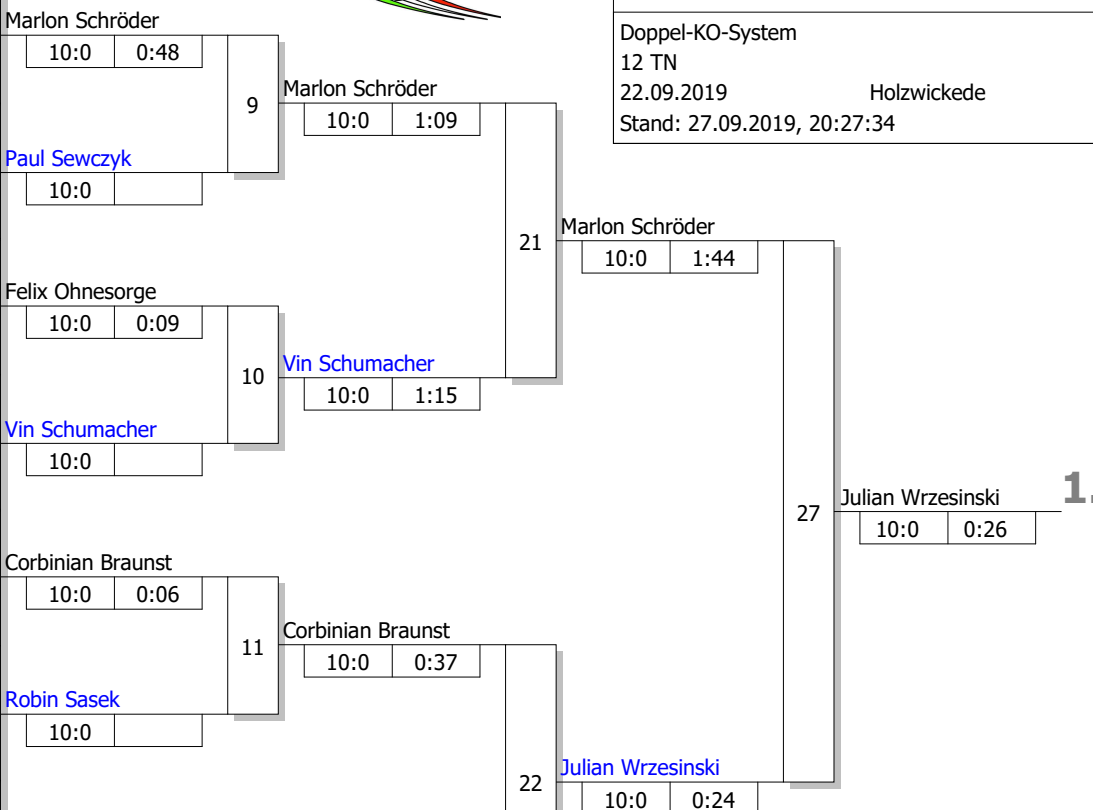 Doppel-KO-System
12 TN
22.09.2019 Holzwickede
Stand: 27.09.2019, 20:27:34
Marlon Schröder
10:0 0:48
9
Paul Sewczyk
10:0
Marlon Schröder
10:0 1:09
21
Felix Ohnesorge
10:0 0:09
10
Vin Schumacher
10:0
Vin Schumacher
10:0 1:15
Marlon Schröder
10:0 1:44
27
Julian Wrzesinski 1.
10:0 0:26
Corbinian Braunst
10:0 0:06
11
Robin Sasek
10:0
Corbinian Braunst
10:0 0:37
22
Julian Wrzesinski
10:0 0:24